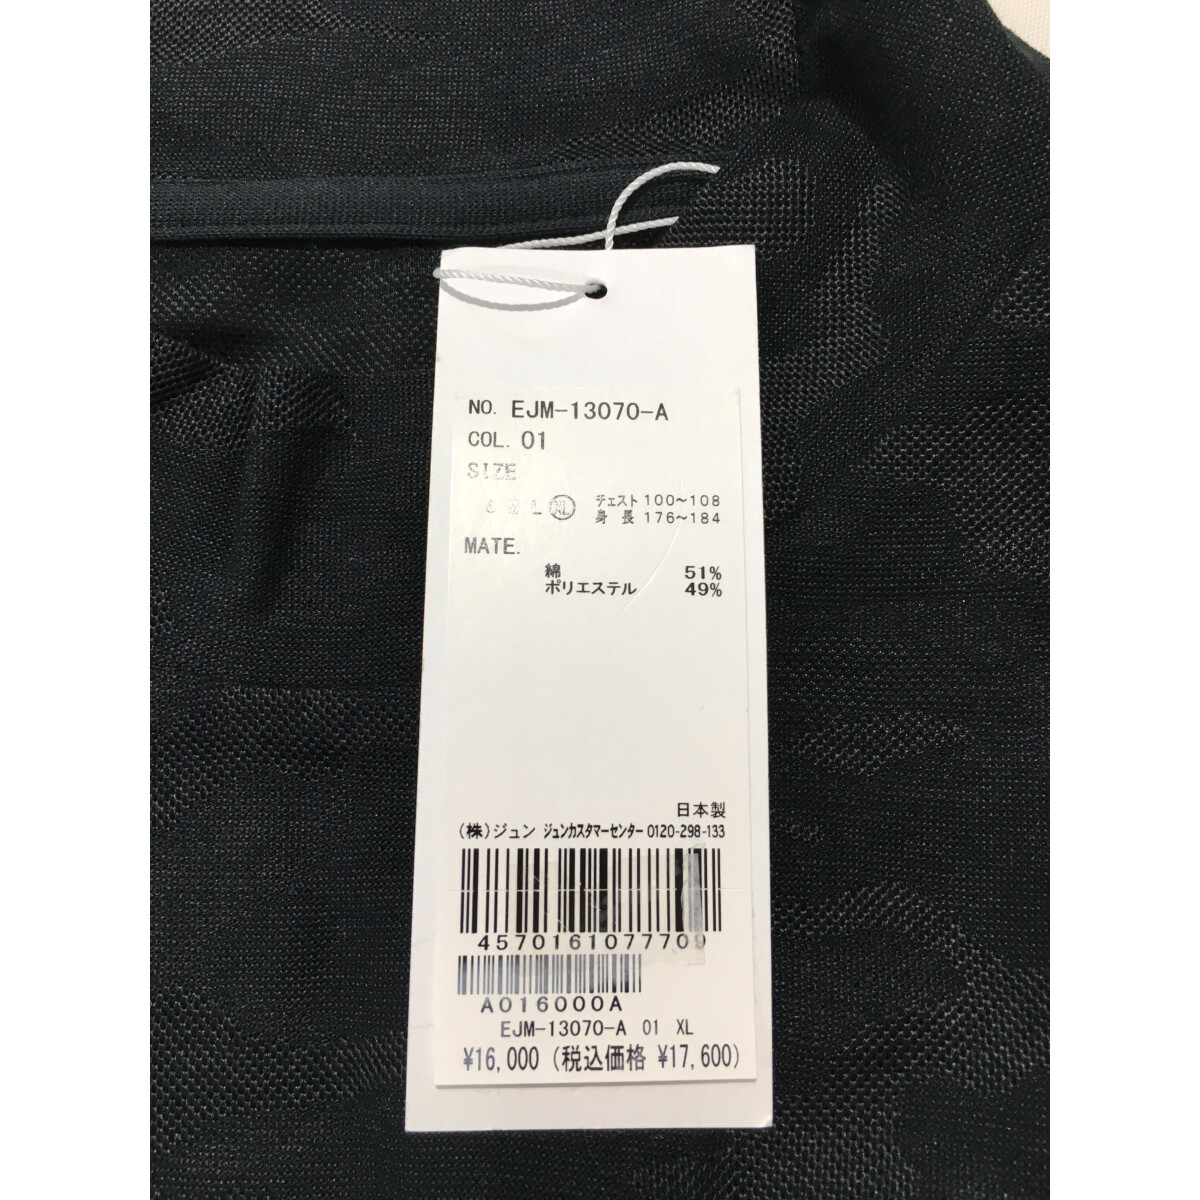 NO. EJM-13070-A
COL. 01
SIZE
S M L XL チェスト 100~108
身長 176~184
MATE.
綿 51%
ポリエステル 49%
日本製
(株)ジュン ジュンカスタマーセンター 0120-298-133
4570161077709
A016000A
EJM-13070-A 01 XL
¥16,000 (税込価格 ¥17,600)